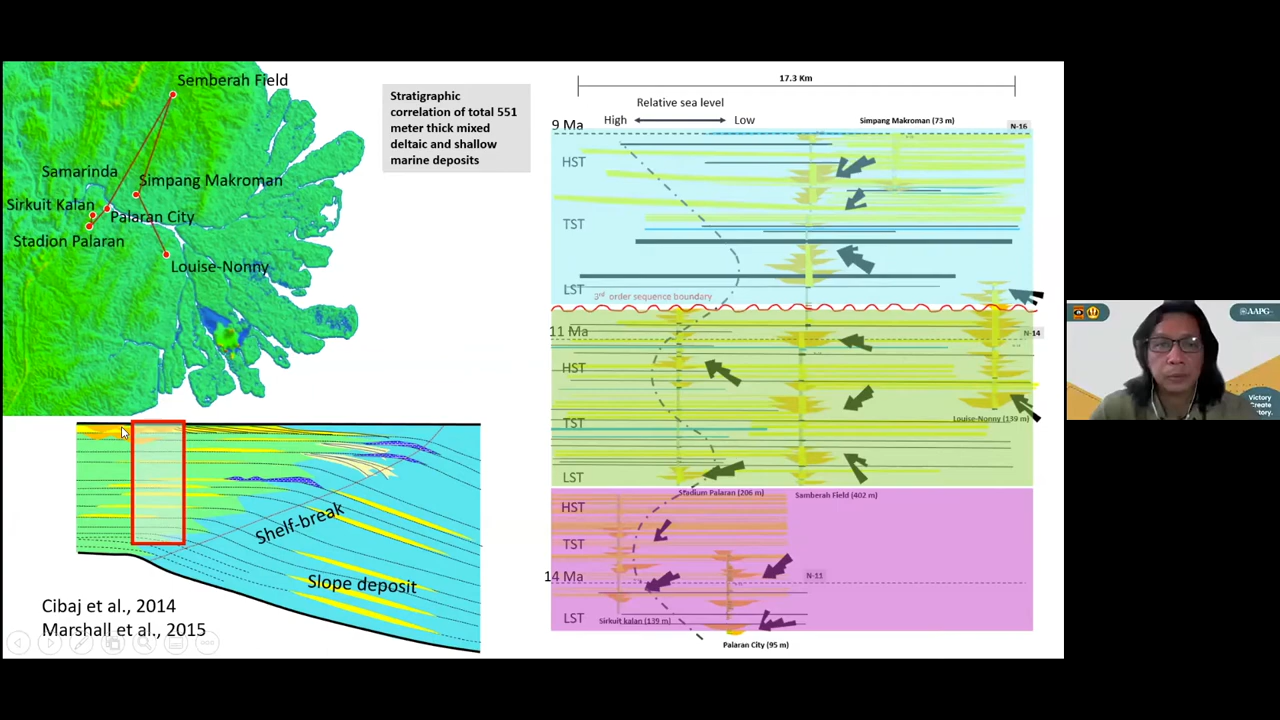 Semberah Field
Samarinda
Simpang Makroman
Sirkuit Kalan
Palaran City
Stadion Palaran
Louise-Nonny
Stratigraphic
correlation of total 551
meter thick mixed
deltaic and shallow
marine deposits
Shelf-break
Slope deposit
Cibaj et al., 2014
Marshall et al., 2015
17.3 Km
Relative sea level
High
Low
Simpang Makroman (73 m)
9 Ma
N-16
HST
TST
LST
3rd order sequence boundary
11 Ma
N-14
HST
TST
Louise-Nonny (139 m)
LST
Stadium Palaran (206 m)
Samberah Field (402 m)
HST
TST
14 Ma
N-11
LST
Sirkuit kalan (139 m)
Palaran City (95 m)
AAPG
Victory
Create